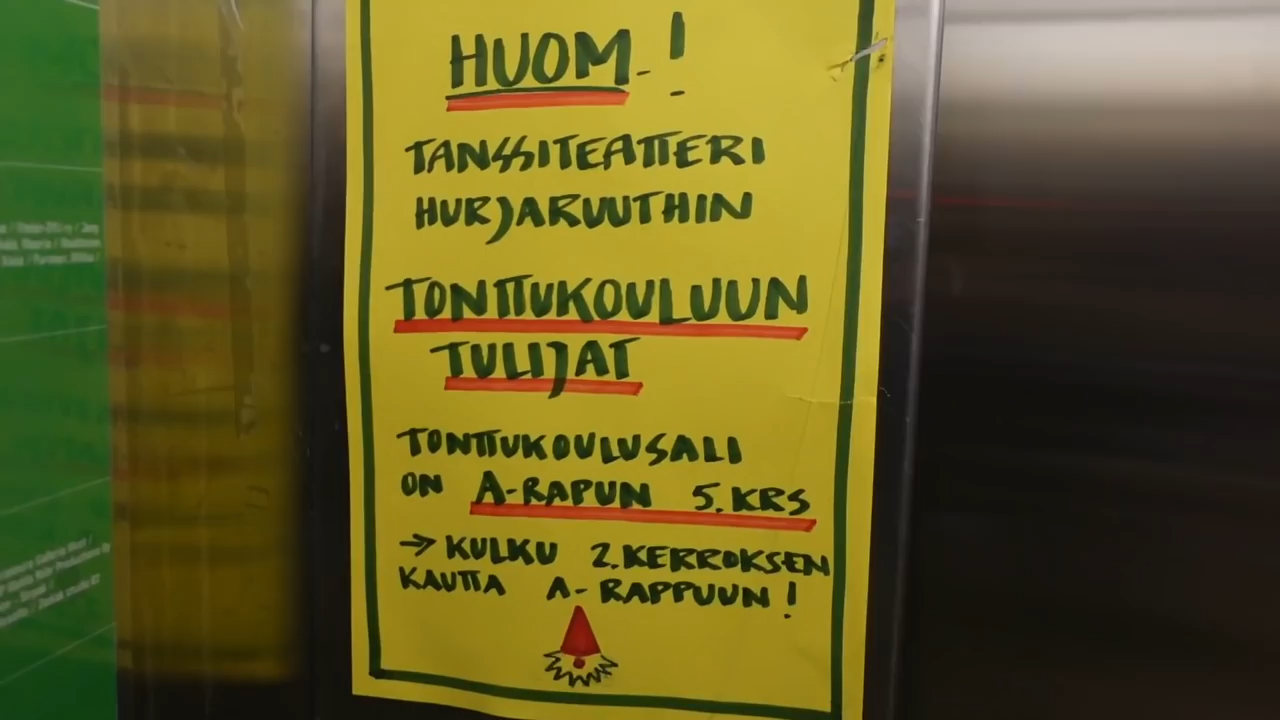 HUOM.!
TANSSITEATTERI
HURJARUUTHIN
TONTTUKOULUUN
TULIJAT
TONTTUKOULUSALI
ON A-RAPUN 5.KRS
→ KULKU 2.KERROKSEN
KAUTTA A-RAPPUUN!